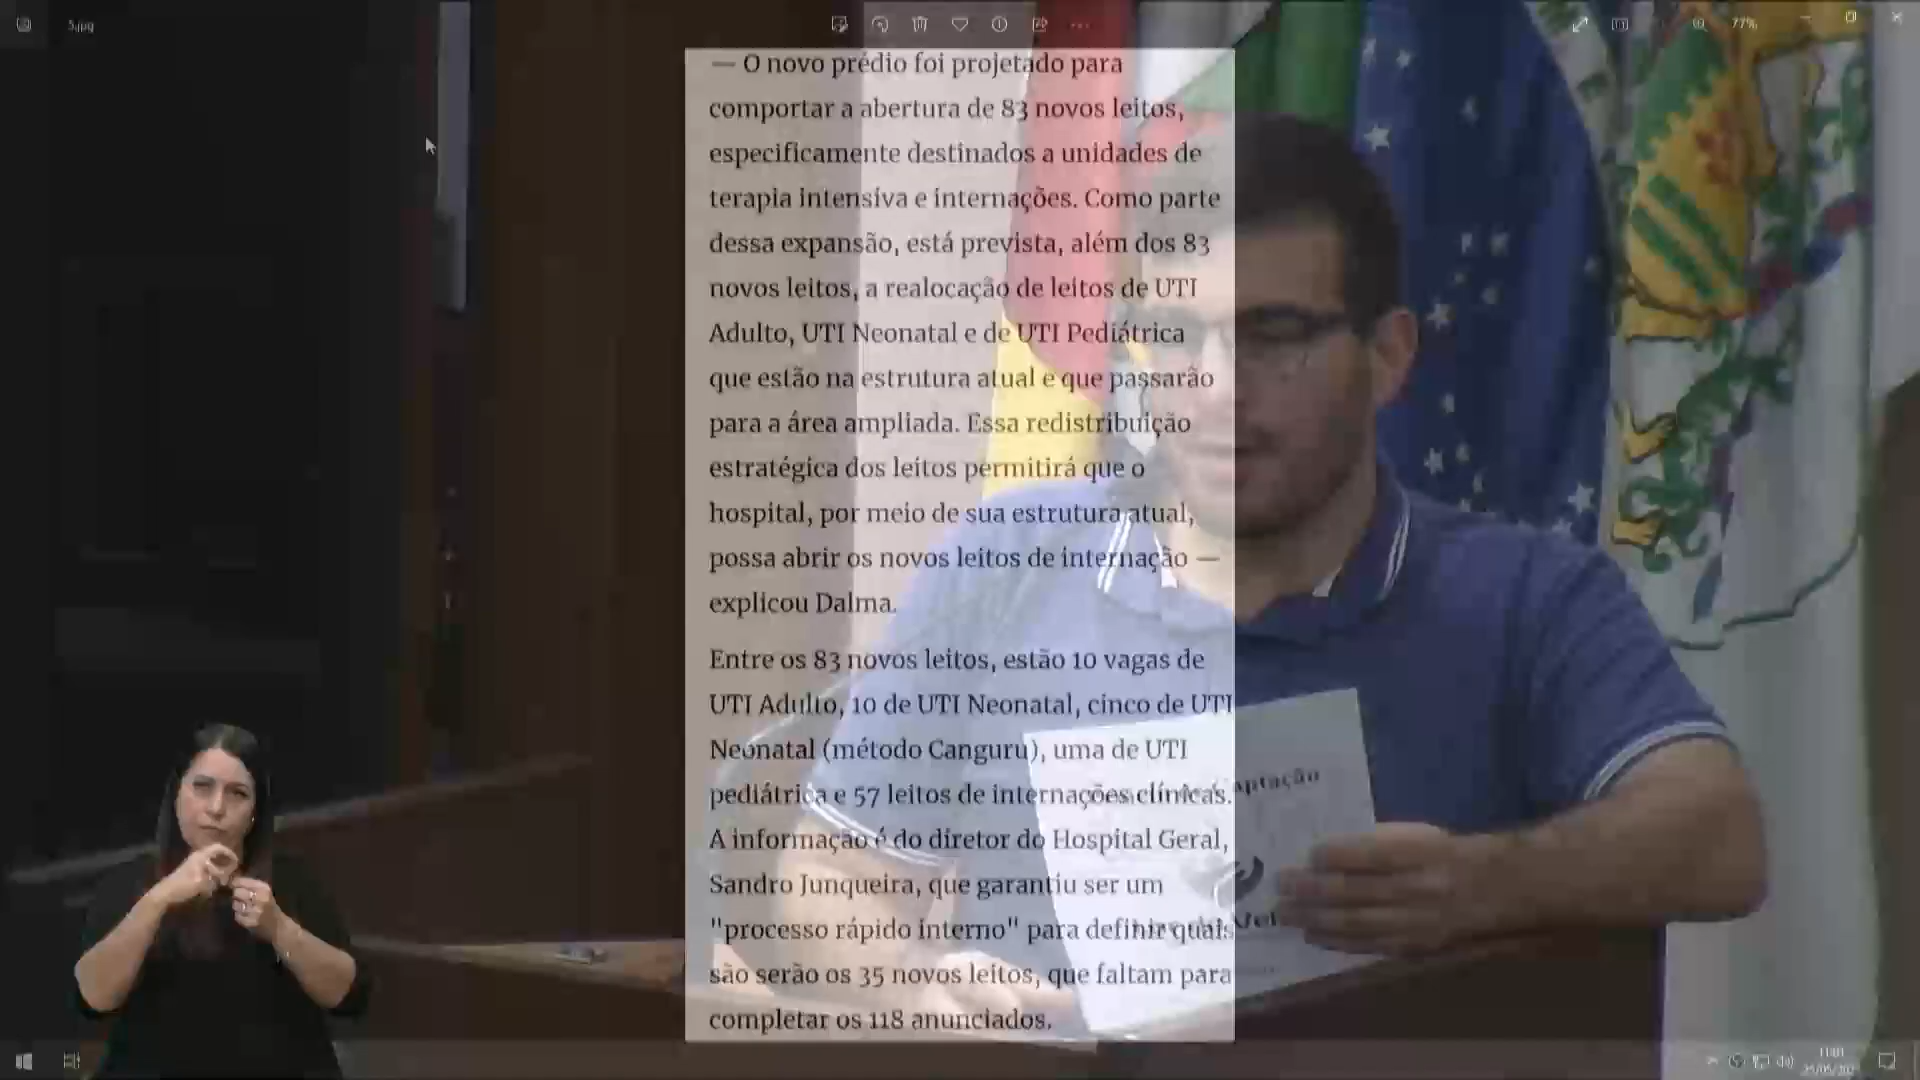 5.jpg
77%
— O novo prédio foi projetado para
comportar a abertura de 83 novos leitos,
especificamente destinados a unidades de
terapia intensiva e internações. Como parte
dessa expansão, está prevista, além dos 83
novos leitos, a realocação de leitos de UTI
Adulto, UTI Neonatal e de UTI Pediátrica
que estão na estrutura atual e que passarão
para a área ampliada. Essa redistribuição
estratégica dos leitos permitirá que o
hospital, por meio de sua estrutura atual,
possa abrir os novos leitos de internação —
explicou Dalma.
Entre os 83 novos leitos, estão 10 vagas de
UTI Adulto, 10 de UTI Neonatal, cinco de UTI
Neonatal (método Canguru), uma de UTI
pediátrica e 57 leitos de internações clínicas.
A informação é do diretor do Hospital Geral,
Sandro Junqueira, que garantiu ser um
"processo rápido interno" para definir quais
são serão os 35 novos leitos, que faltam para
completar os 118 anunciados.